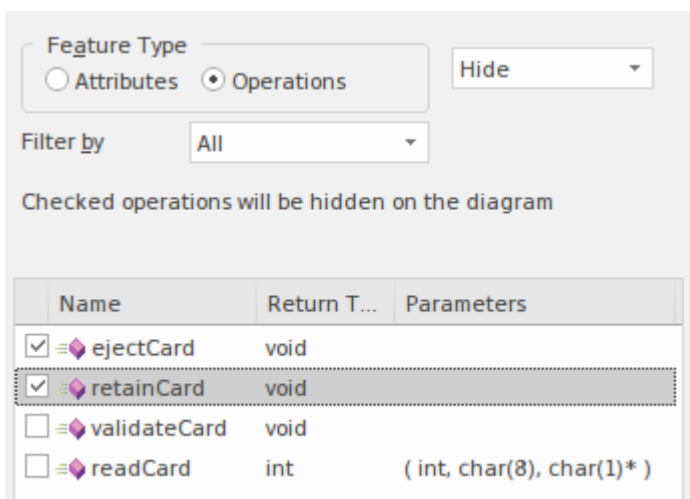 Feature Type
Attributes Operations
Hide
Filter by All
Checked operations will be hidden on the diagram
Name Return T... Parameters
ejectCard void
retainCard void
validateCard void
readCard int ( int, char(8), char(1)* )